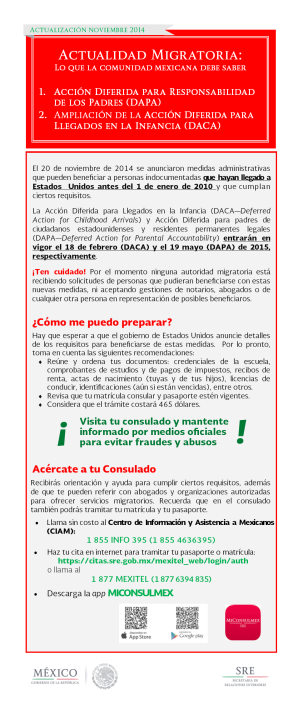 ACTUALIZACIÓN NOVIEMBRE 2014
ACTUALIDAD MIGRATORIA:
LO QUE LA COMUNIDAD MEXICANA DEBE SABER
1. ACCIÓN DIFERIDA PARA RESPONSABILIDAD
DE LOS PADRES (DAPA)
2. AMPLIACIÓN DE LA ACCIÓN DIFERIDA PARA
LLEGADOS EN LA INFANCIA (DACA)
El 20 de noviembre de 2014 se anunciaron medidas administrativas
que pueden beneficiar a personas indocumentadas que hayan llegado a
Estados Unidos antes del 1 de enero de 2010 y que cumplan
ciertos requisitos.
La Acción Diferida para Llegados en la Infancia (DACA—Deferred
Action for Childhood Arrivals) y Acción Diferida para padres de
ciudadanos estadounidenses y residentes permanentes legales
(DAPA—Deferred Action for Parental Accountability) entrarán en
vigor el 18 de febrero (DACA) y el 19 mayo (DAPA) de 2015,
respectivamente.
¡Ten cuidado! Por el momento ninguna autoridad migratoria está
recibiendo solicitudes de personas que pudieran beneficiarse con estas
nuevas medidas, ni aceptando gestiones de notarios, abogados o de
cualquier otra persona en representación de posibles beneficiaros.
¿Cómo me puedo preparar?
Hay que esperar a que el gobierno de Estados Unidos anuncie detalles
de los requisitos para beneficiarse de estas medidas. Por lo pronto,
toma en cuenta las siguientes recomendaciones:
• Reúne y ordena tus documentos: credenciales de la escuela,
comprobantes de estudios y de pagos de impuestos, recibos de
renta, actas de nacimiento (tuyas y de tus hijos), licencias de
conducir, identificaciones (aún si están vencidas), entre otros.
• Revisa que tu matrícula consular y pasaporte estén vigentes.
• Considera que el trámite costará 465 dólares.
¡ Visita tu consulado y mantente
informado por medios oficiales
para evitar fraudes y abusos !
Acércate a tu Consulado
Recibirás orientación y ayuda para cumplir ciertos requisitos, además
de que te pueden referir con abogados y organizaciones autorizadas
para ofrecer servicios migratorios. Recuerda que en el consulado
también podrás tramitar tu matrícula y tu pasaporte.
• Llama sin costo al Centro de Información y Asistencia a Mexicanos
(CIAM):
1 855 INFO 395 (1 855 4636395)
• Haz tu cita en internet para tramitar tu pasaporte o matrícula:
https://citas.sre.gob.mx/mexitel_web/login/auth
o llama al
1 877 MEXITEL (1 877 6394 835)
• Descarga la app MICONSULMEX
App Store
Google play
MICONSULMEX
MÉXICO
GOBIERNO DE LA REPÚBLICA
SRE
SECRETARÍA DE
RELACIONES EXTERIORES